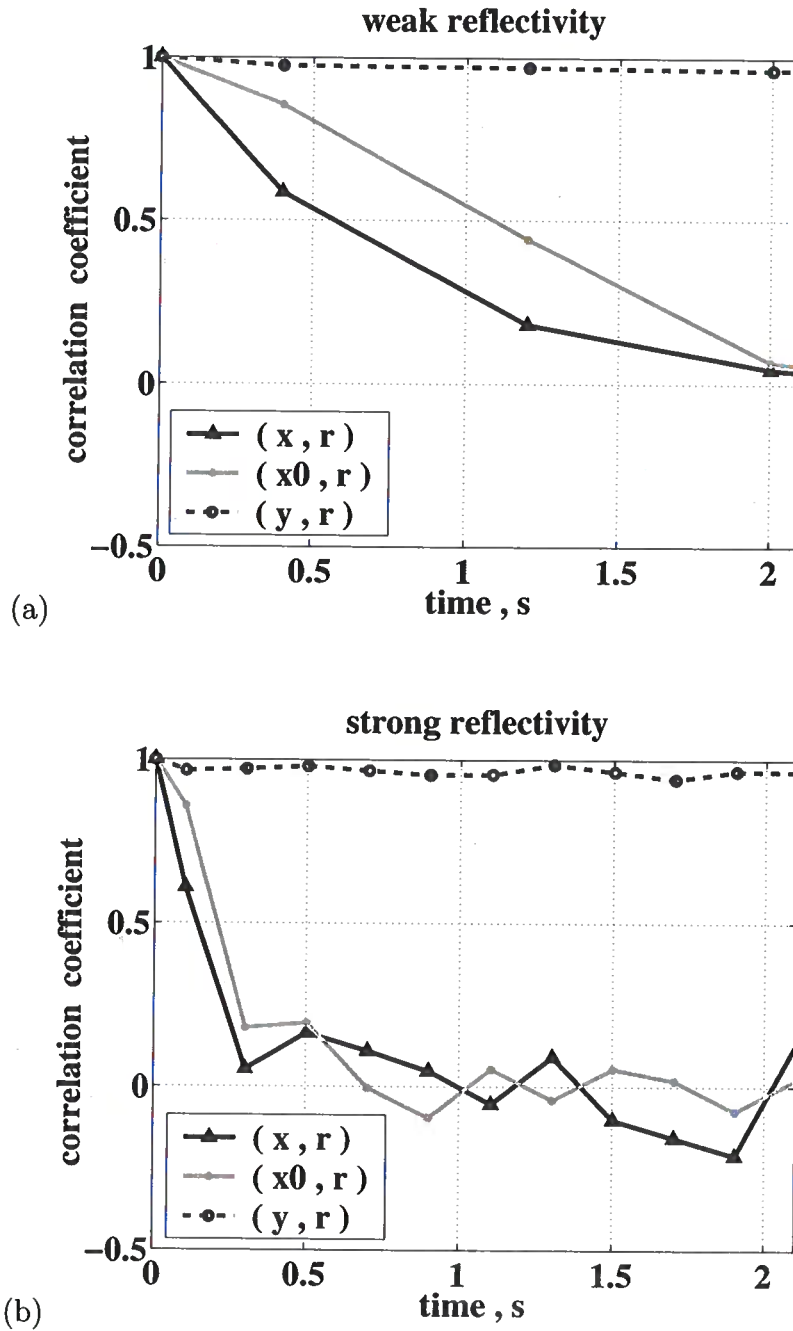 weak reflectivity
1
0.5
0
−0.5
correlation coefficient
( x , r )
( x0 , r )
( y , r )
0 0.5 1 1.5 2
time , s
(a)
strong reflectivity
1
0.5
0
−0.5
correlation coefficient
( x , r )
( x0 , r )
( y , r )
0 0.5 1 1.5 2
time , s
(b)